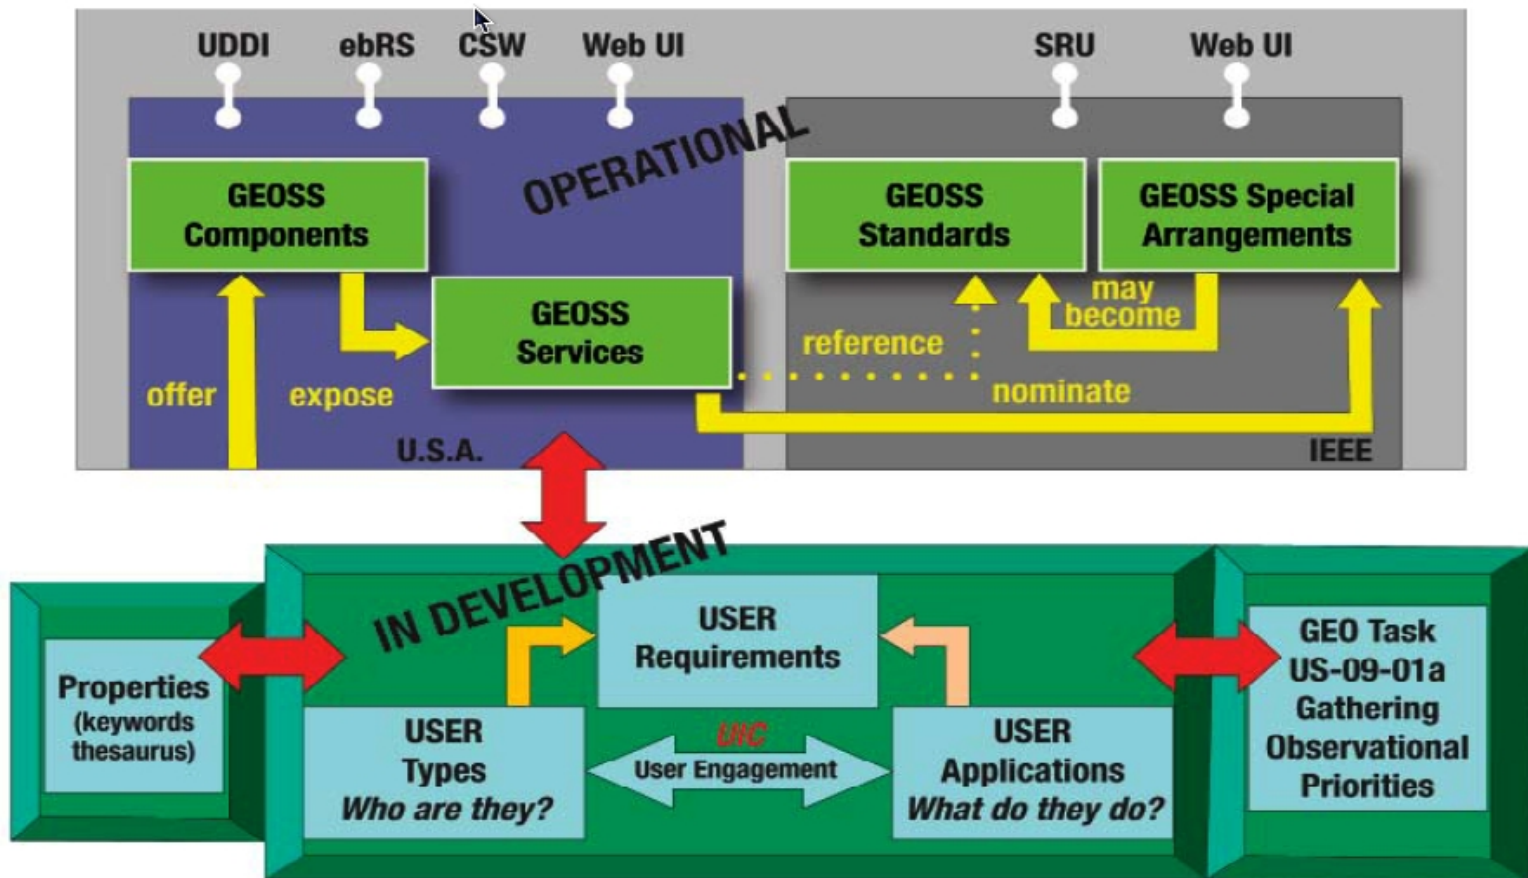 UDDI
ebRS
CSW
Web UI
SRU
Web UI
OPERATIONAL
GEOSS
Components
GEOSS
Services
GEOSS
Standards
GEOSS Special
Arrangements
may
become
reference
nominate
offer
expose
U.S.A.
IEEE
IN DEVELOPMENT
Properties
(keywords
thesaurus)
USER
Requirements
USER
Types
Who are they?
UIC
User Engagement
USER
Applications
What do they do?
GEO Task
US-09-01a
Gathering
Observational
Priorities